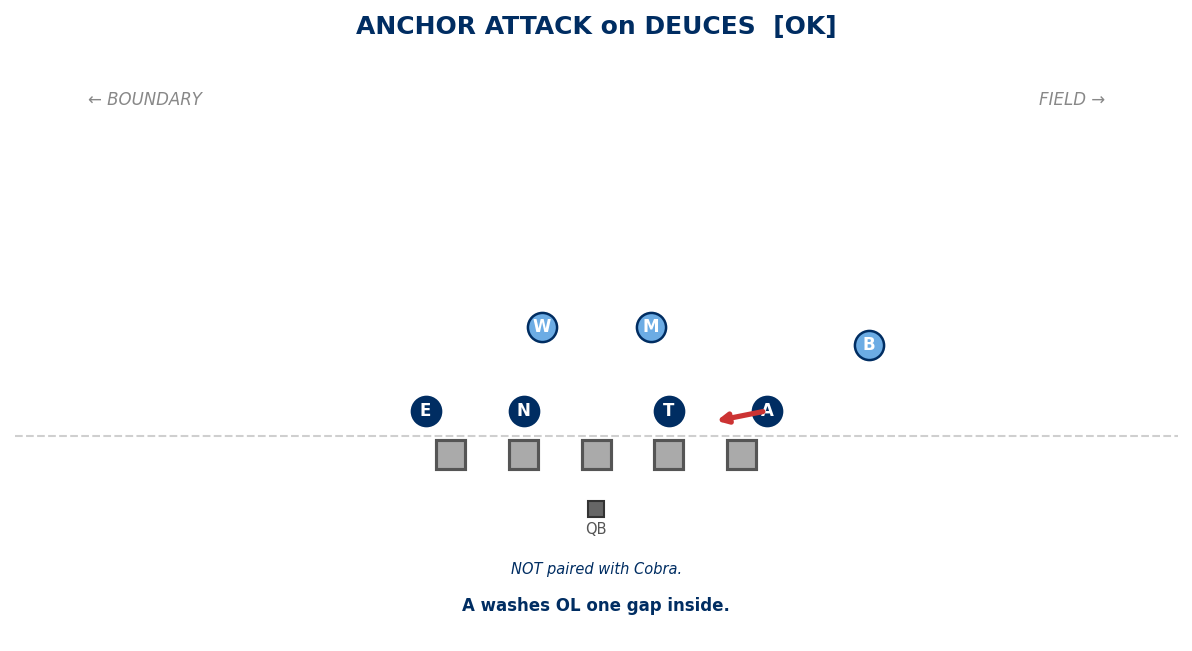 ANCHOR ATTACK on DEUCES [OK]
← BOUNDARY
FIELD →
W
M
B
E
N
T
A
QB
NOT paired with Cobra.
A washes OL one gap inside.